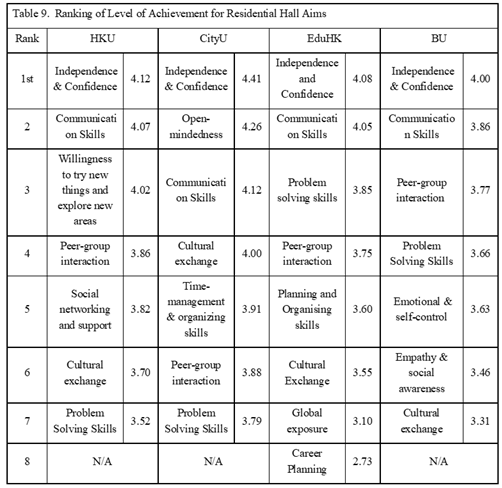 Table 9. Ranking of Level of Achievement for Residential Hall Aims
Rank HKU CityU EduHK BU
1st Independence & Confidence 4.12 Independence & Confidence 4.41 Independence and Confidence 4.08 Independence & Confidence 4.00
2 Communicati on Skills 4.07 Open-mindedness 4.26 Communication Skills 4.05 Communicatio n Skills 3.86
3 Willingness to try new things and explore new areas 4.02 Communicati on Skills 4.12 Problem solving skills 3.85 Peer-group interaction 3.77
4 Peer-group interaction 3.86 Cultural exchange 4.00 Peer-group interaction 3.75 Problem Solving Skills 3.66
5 Social networking and support 3.82 Time-management & organizing skills 3.91 Planning and Organising skills 3.60 Emotional & self-control 3.63
6 Cultural exchange 3.70 Peer-group interaction 3.88 Cultural Exchange 3.55 Empathy & social awareness 3.46
7 Problem Solving Skills 3.52 Problem Solving Skills 3.79 Global exposure 3.10 Cultural exchange 3.31
8 N/A N/A Career Planning 2.73 N/A